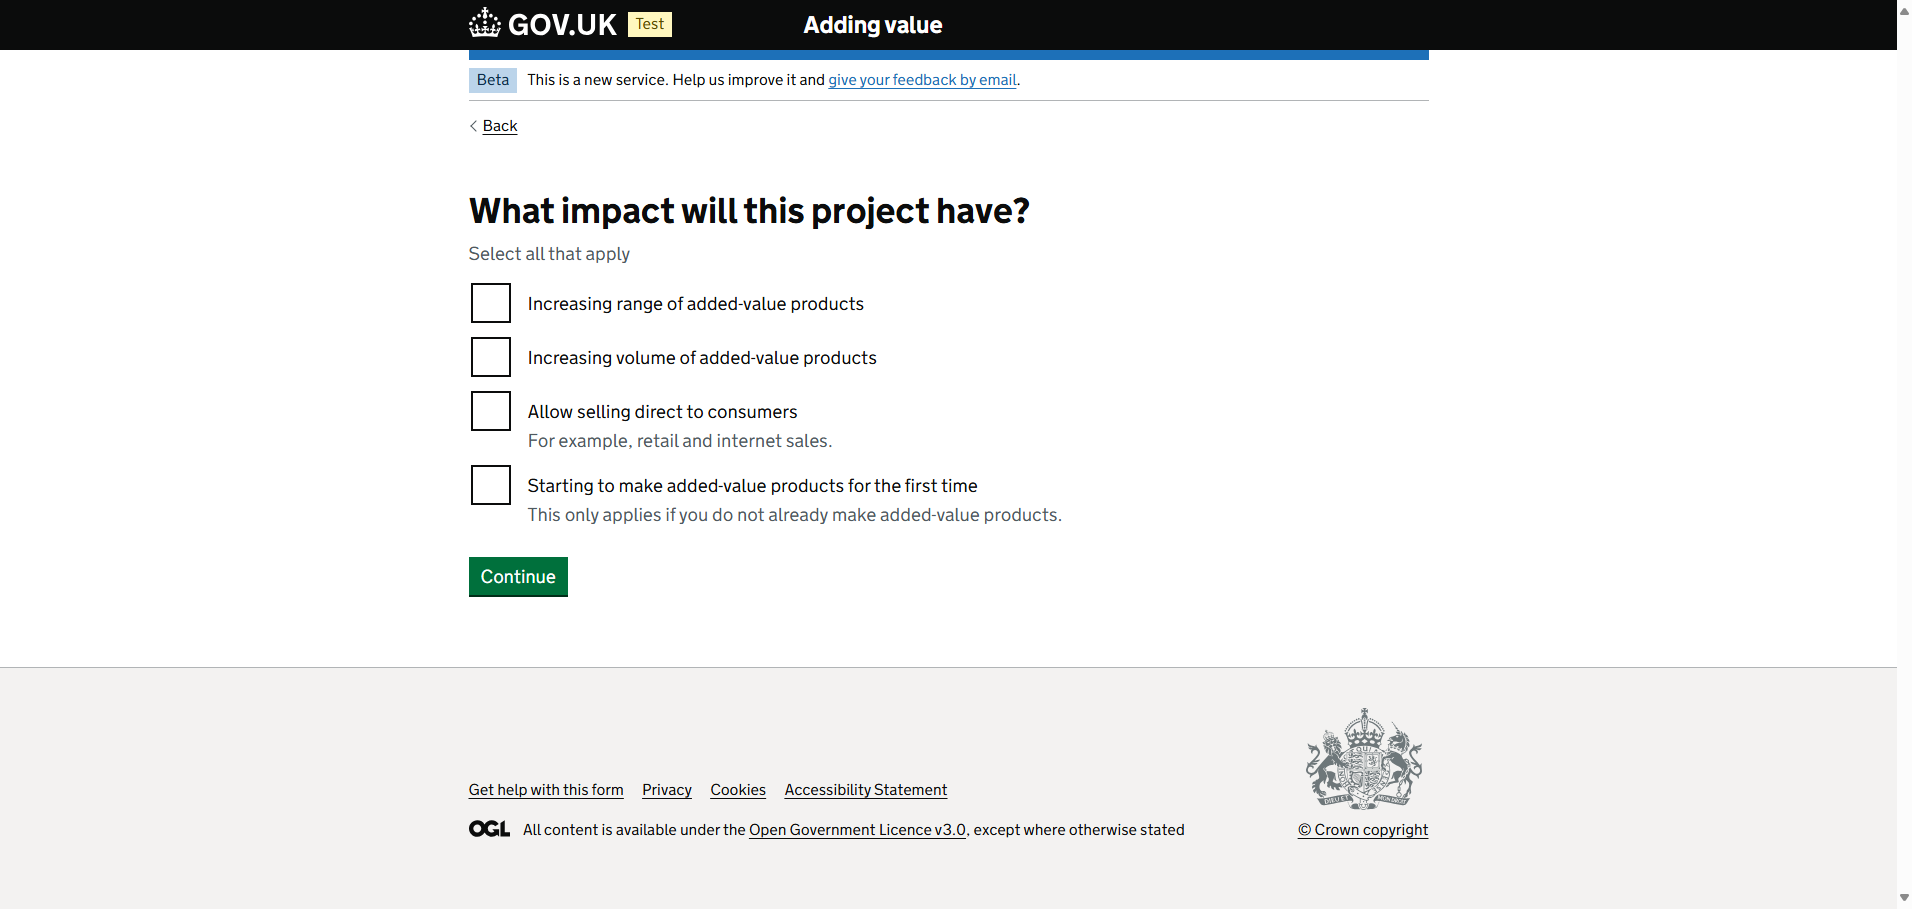 GOV.UK Test Adding value
Beta This is a new service. Help us improve it and give your feedback by email.
Back
What impact will this project have?
Select all that apply
Increasing range of added-value products
Increasing volume of added-value products
Allow selling direct to consumers
For example, retail and internet sales.
Starting to make added-value products for the first time
This only applies if you do not already make added-value products.
Continue
Get help with this form Privacy Cookies Accessibility Statement
OGL All content is available under the Open Government Licence v3.0, except where otherwise stated
© Crown copyright